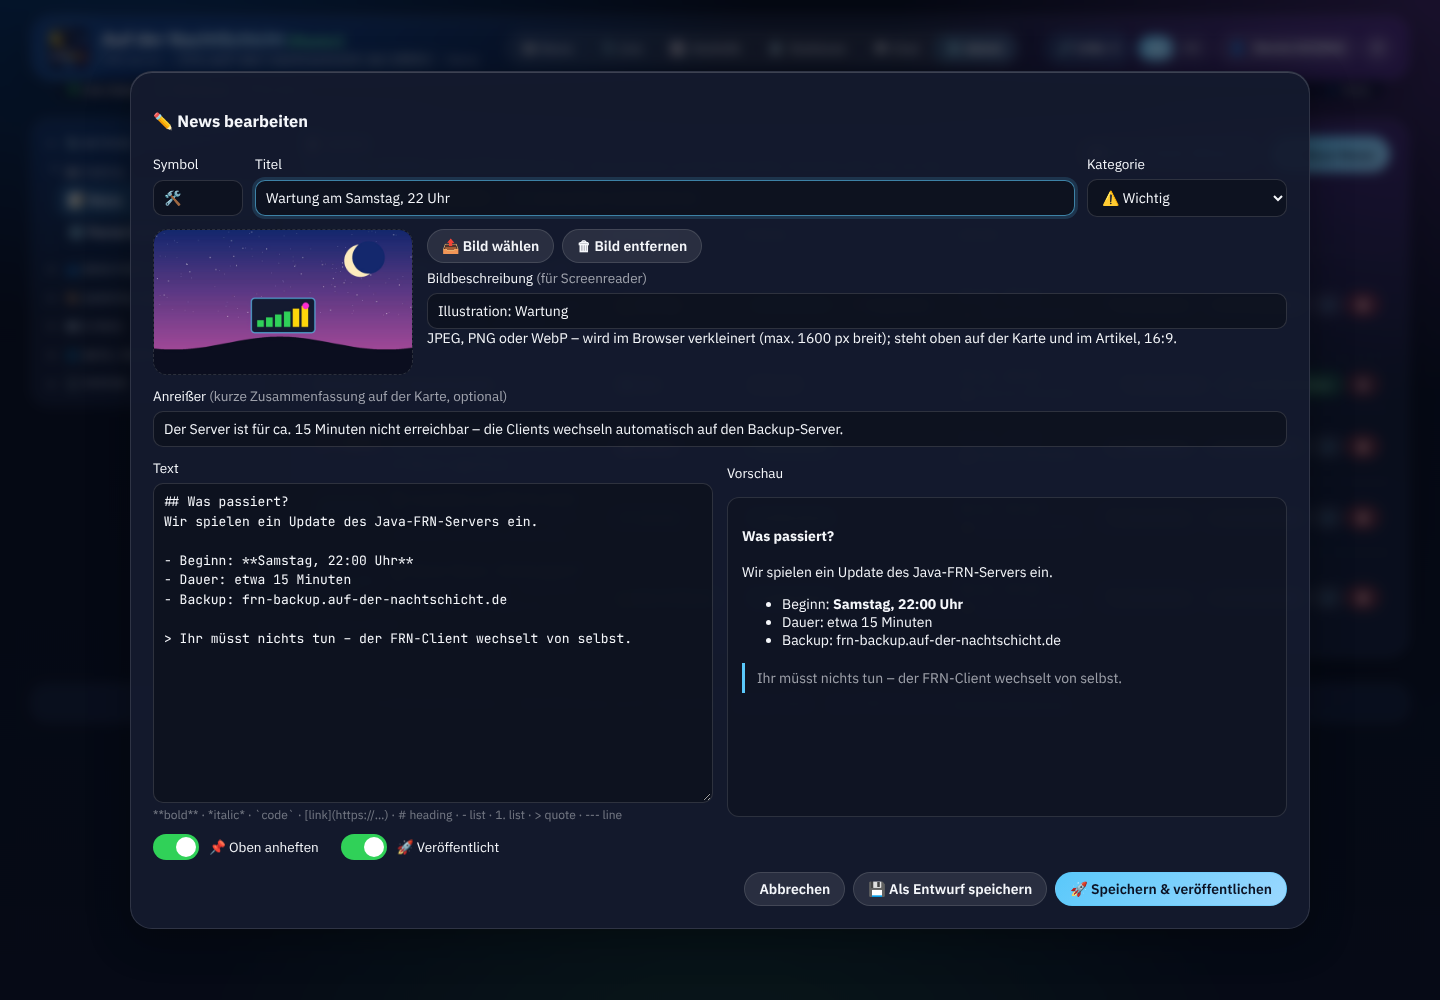 ✏️ News bearbeiten
Symbol
Titel
Kategorie
🛠️
Wartung am Samstag, 22 Uhr
⚠️ Wichtig
📤 Bild wählen
🗑 Bild entfernen
Bildbeschreibung (für Screenreader)
Illustration: Wartung
JPEG, PNG oder WebP – wird im Browser verkleinert (max. 1600 px breit); steht oben auf der Karte und im Artikel, 16:9.
Anreißer (kurze Zusammenfassung auf der Karte, optional)
Der Server ist für ca. 15 Minuten nicht erreichbar – die Clients wechseln automatisch auf den Backup-Server.
Text
## Was passiert?
Wir spielen ein Update des Java-FRN-Servers ein.
- Beginn: **Samstag, 22:00 Uhr**
- Dauer: etwa 15 Minuten
- Backup: frn-backup.auf-der-nachtschicht.de
> Ihr müsst nichts tun – der FRN-Client wechselt von selbst.
**bold** · *italic* · `code` · [link](https://…) · # heading · - list · 1. list · > quote · --- line
Vorschau
Was passiert?
Wir spielen ein Update des Java-FRN-Servers ein.
• Beginn: Samstag, 22:00 Uhr
• Dauer: etwa 15 Minuten
• Backup: frn-backup.auf-der-nachtschicht.de
Ihr müsst nichts tun – der FRN-Client wechselt von selbst.
📌 Oben anheften
🚀 Veröffentlicht
Abbrechen
💾 Als Entwurf speichern
🚀 Speichern & veröffentlichen